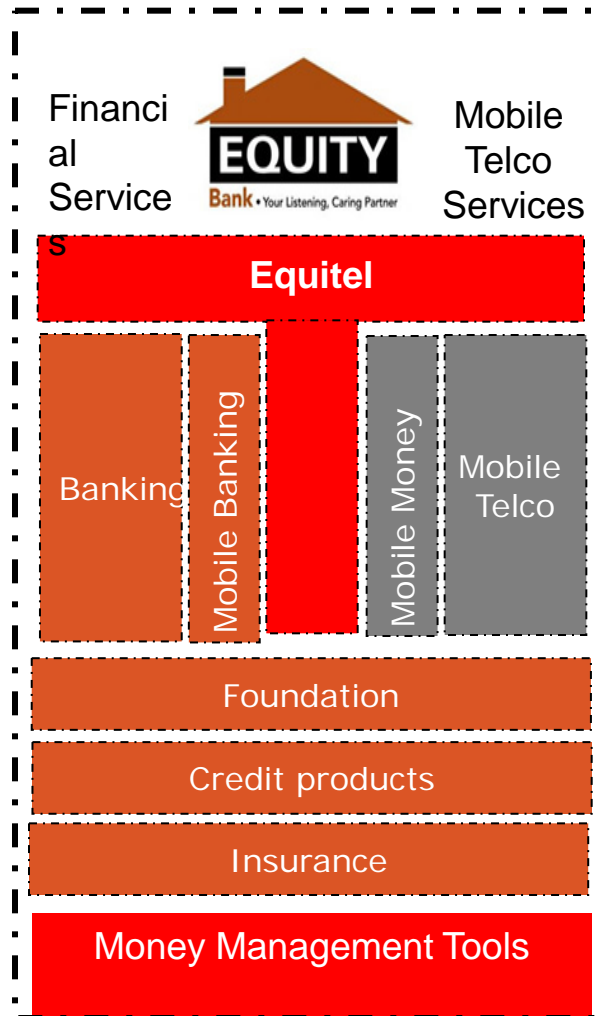 Financi
al
Service
s
EQUITY
Bank • Your Listening, Caring Partner
Mobile
Telco
Services
Equitel
Banking
Mobile Banking
Mobile Money
Mobile
Telco
Foundation
Credit products
Insurance
Money Management Tools